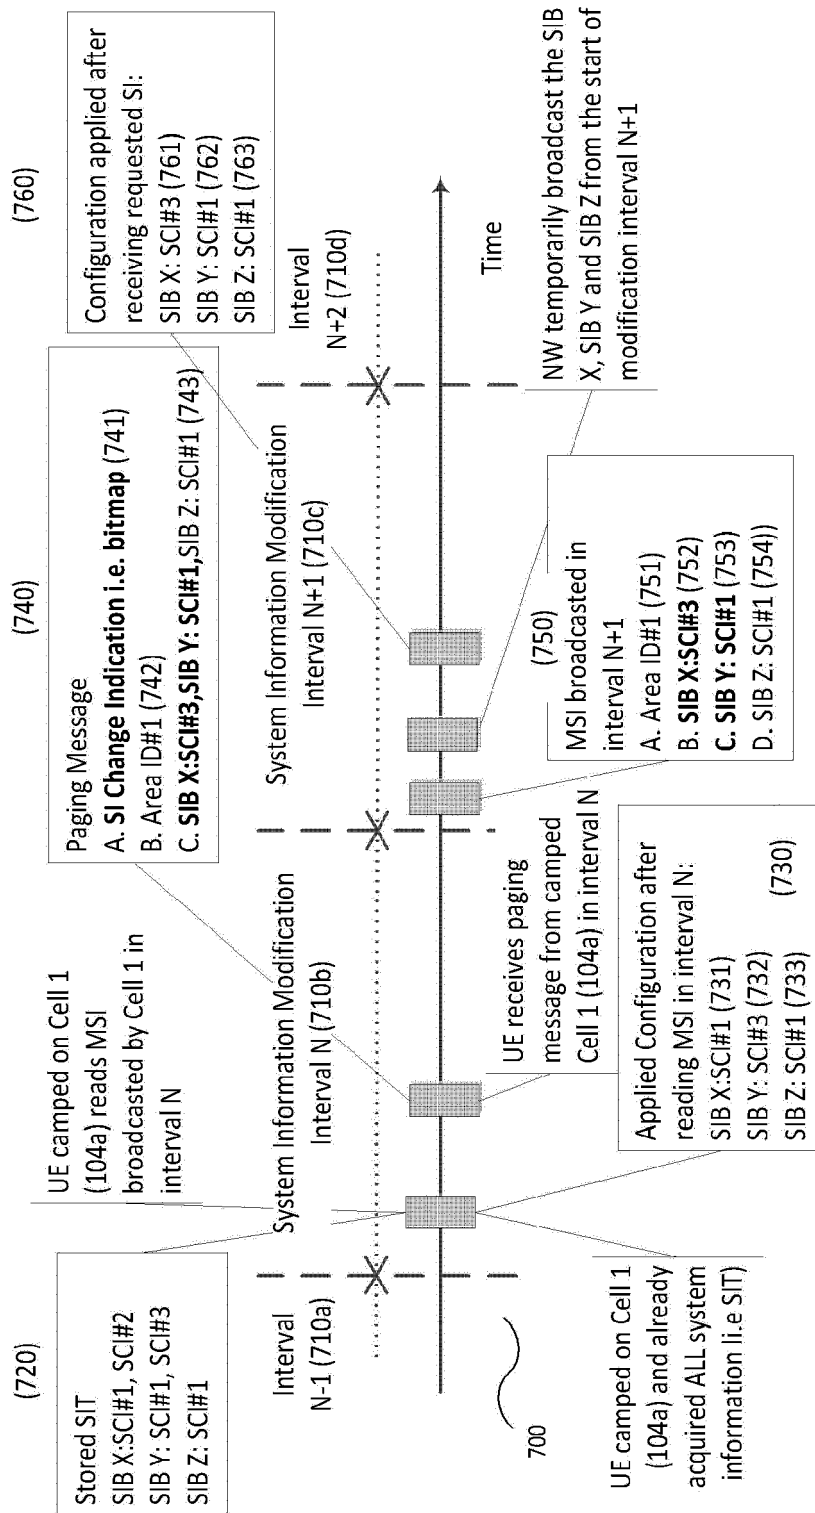 (720)
Stored SIT
SIB X:SCI#1, SCI#2
SIB Y: SCI#1, SCI#3
SIB Z: SCI#1
UE camped on Cell 1
(104a) reads MSI
broadcasted by Cell 1 in
interval N
(740)
Paging Message
A. SI Change Indication i.e. bitmap (741)
B. Area ID#1 (742)
C. SIB X:SCI#3,SIB Y: SCI#1,SIB Z: SCI#1 (743)
(760)
Configuration applied after
receiving requested SI:
SIB X: SCI#3 (761)
SIB Y: SCI#1 (762)
SIB Z: SCI#1 (763)
Interval
N-1 (710a)
System Information Modification
Interval N (710b)
System Information Modification
Interval N+1 (710c)
Interval
N+2 (710d)
Time
700
UE camped on Cell 1
(104a) and already
acquired ALL system
information (i.e SIT)
UE receives paging
message from camped
Cell 1 (104a) in interval N
Applied Configuration after
reading MSI in interval N:
SIB X:SCI#1 (731)
SIB Y: SCI#3 (732)
SIB Z: SCI#1 (733)
(730)
(750)
MSI broadcasted in
interval N+1
A. Area ID#1 (751)
B. SIB X:SCI#3 (752)
C. SIB Y: SCI#1 (753)
D. SIB Z: SCI#1 (754))
NW temporarily broadcast the SIB
X, SIB Y and SIB Z from the start of
modification interval N+1